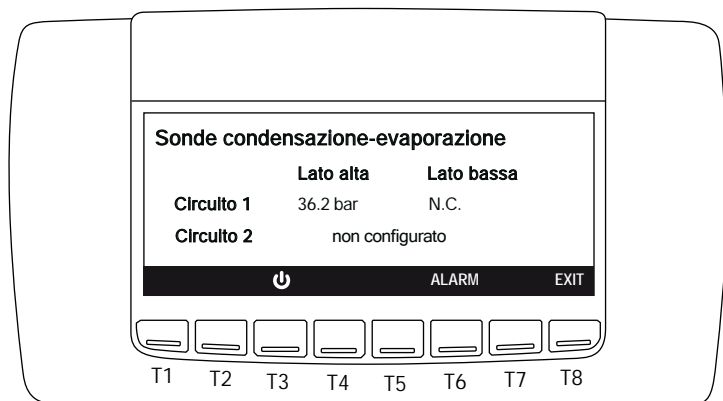 Sonde condensazione-evaporazione
Lato alta Lato bassa
Circuito 1 36.2 bar N.C.
Circuito 2 non configurato
ALARM EXIT
T1 T2 T3 T4 T5 T6 T7 T8